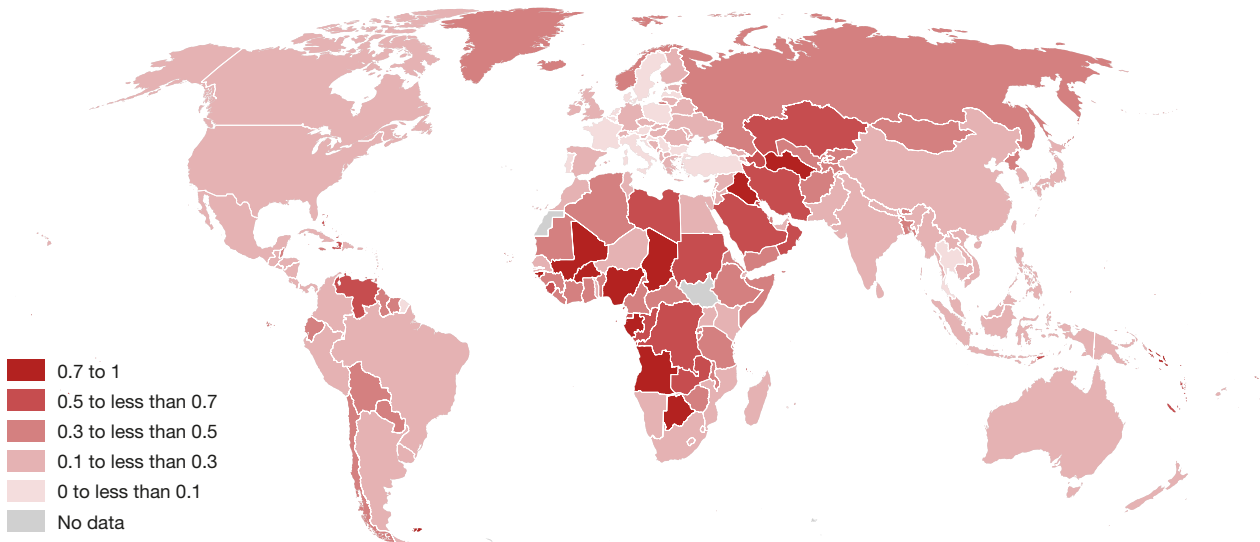 0.7 to 1
0.5 to less than 0.7
0.3 to less than 0.5
0.1 to less than 0.3
0 to less than 0.1
No data